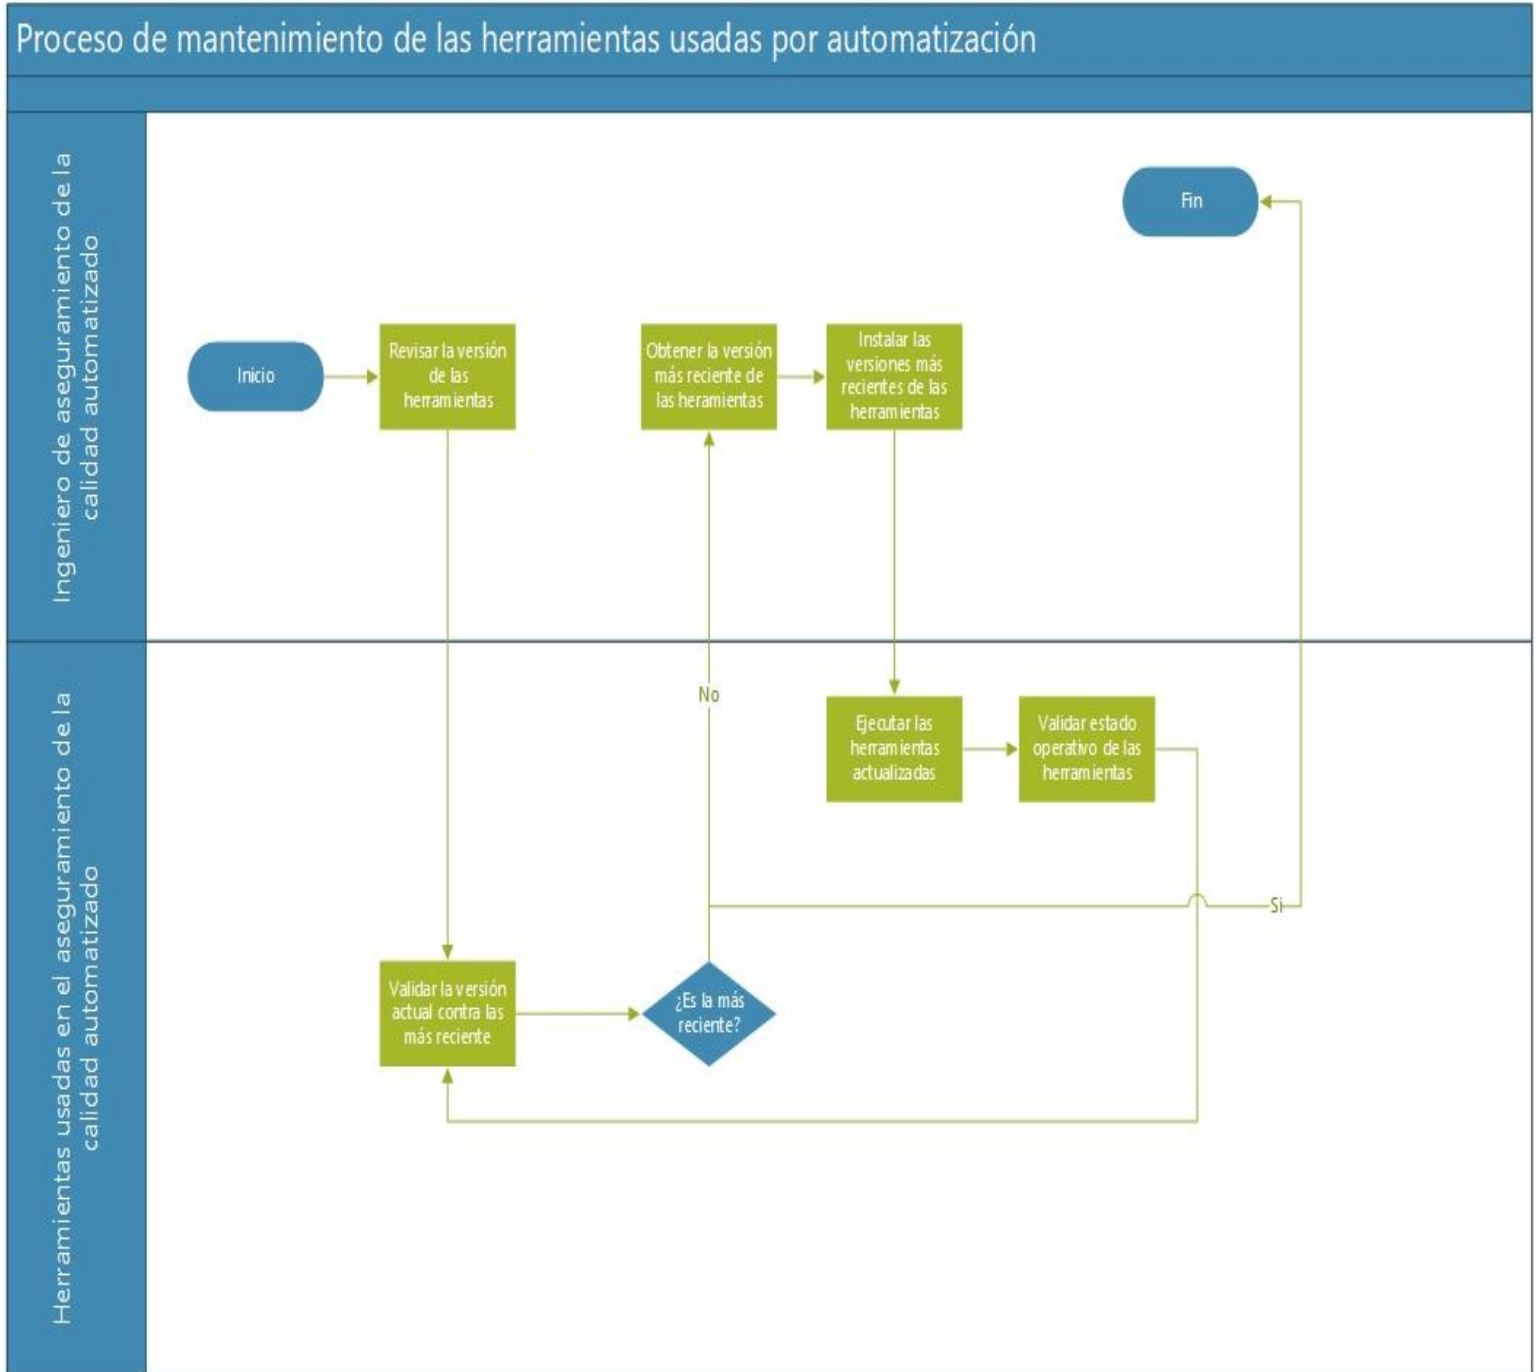 Proceso de mantenimiento de las herramientas usadas por automatización
Ingeniero de aseguramiento de la
calidad automatizado
Fin
Inicio
Revisar la versión
de las
herramientas
Obtener la versión
más reciente de
las heramientas
Instalar las
versiones más
recientes de las
herramientas
Herramientas usadas en el aseguramiento de la
calidad automatizado
No
Ejecutar las
herramientas
actualizadas
Validar estado
operativo de las
herramientas
Si
Validar la versión
actual contra las
más reciente
¿Es la más
reciente?